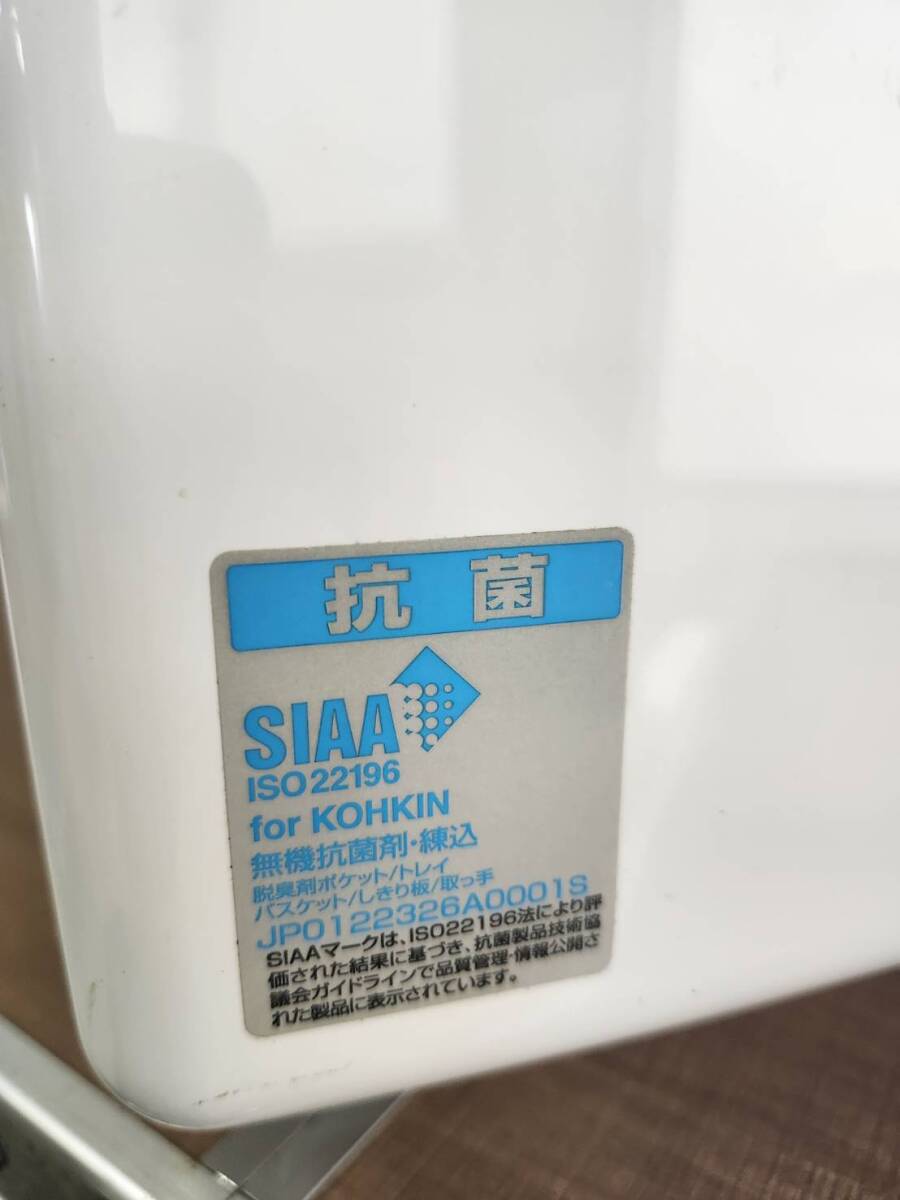 抗菌
SIAA
ISO22196
for KOHKIN
無機抗菌剤・練込
脱臭剤ポケット/トレイ
バスケット/しきり板/取っ手
JP0122326A0001S
SIAAマークは、ISO22196法により評
価された結果に基づき、抗菌製品技術協
議会ガイドラインで品質管理・情報公開さ
れた製品に表示されています。